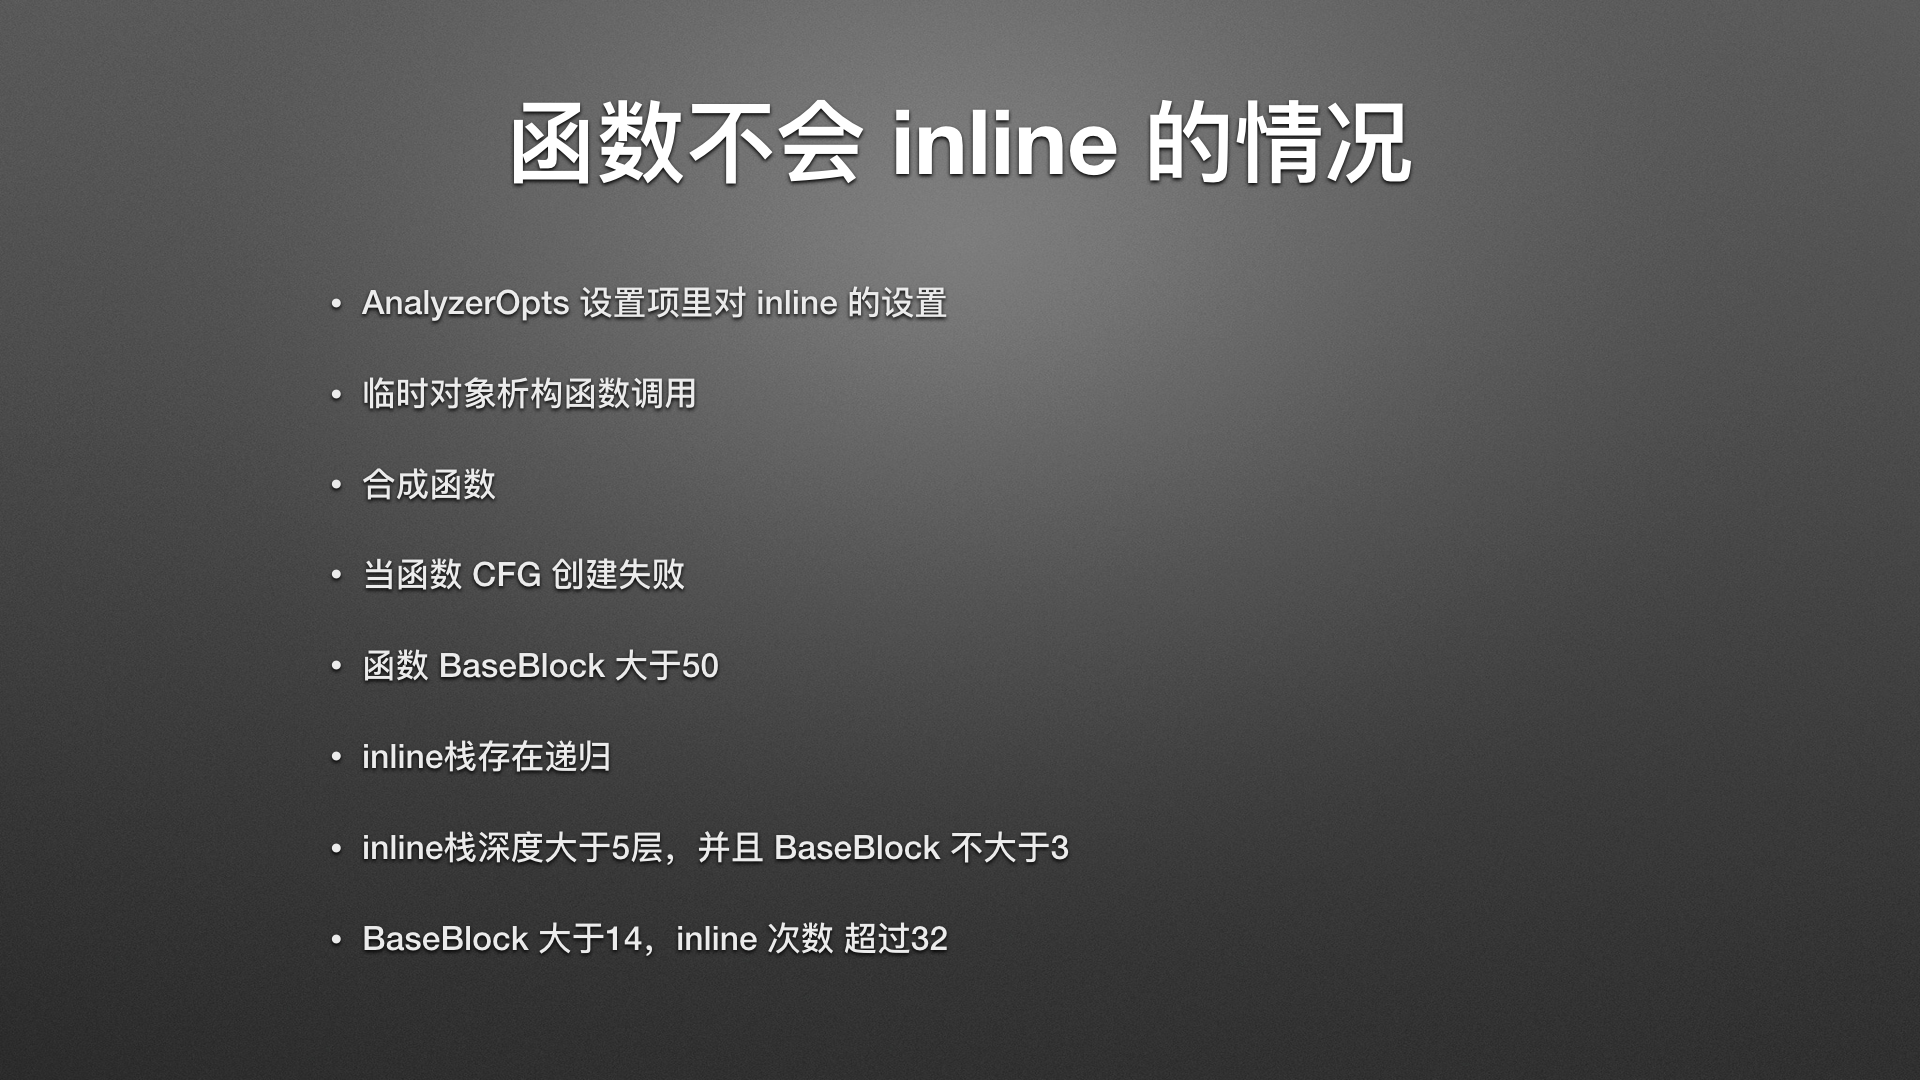 函数不会 inline 的情况
• AnalyzerOpts 设置项里对 inline 的设置
• 临时对象析构函数调用
• 合成函数
• 当函数 CFG 创建失败
• 函数 BaseBlock 大于50
• inline栈存在递归
• inline栈深度大于5层，并且 BaseBlock 不大于3
• BaseBlock 大于14，inline 次数 超过32